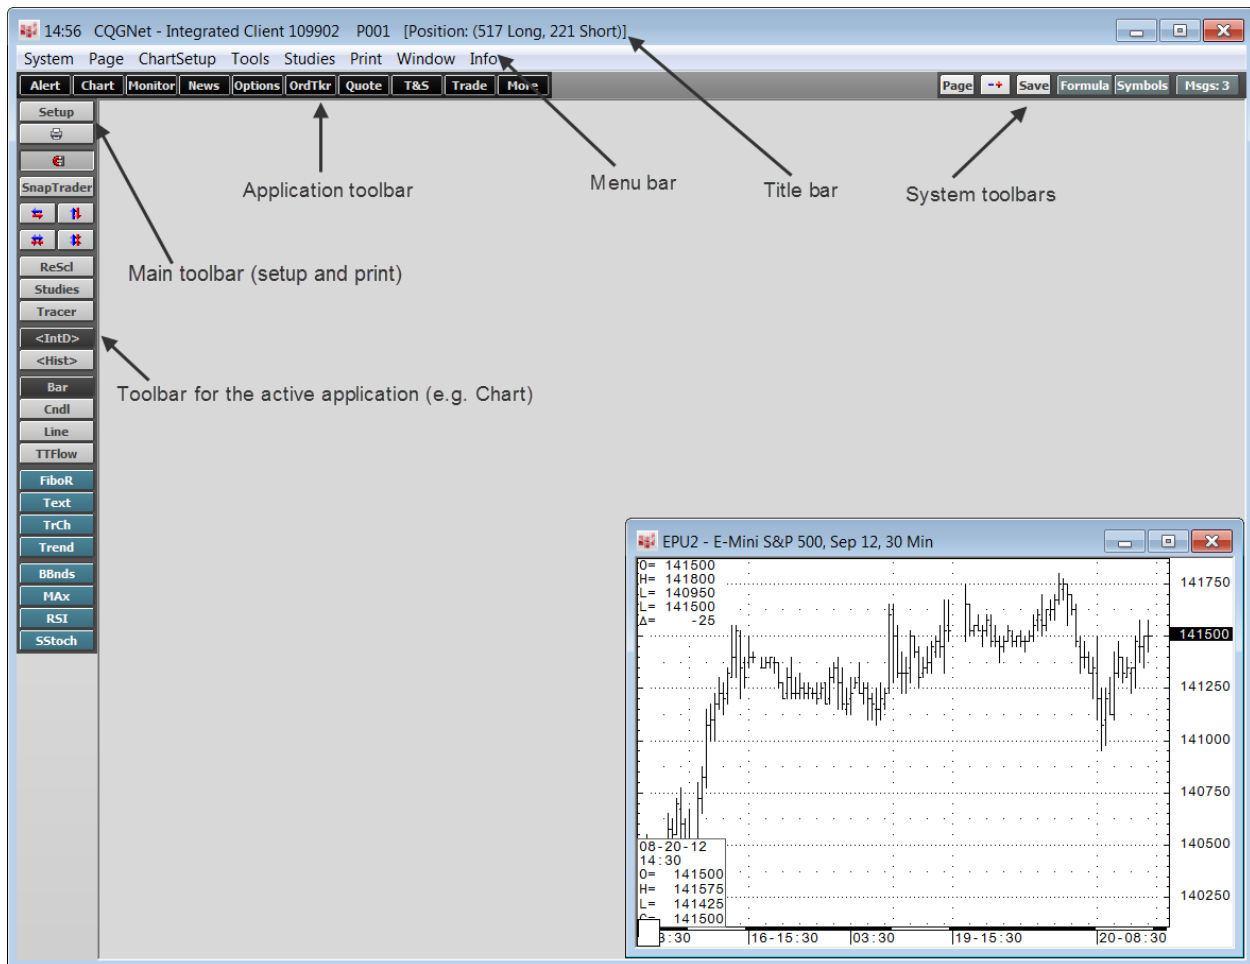 14:56 CQGNet - Integrated Client 109902 P001 [Position: (517 Long, 221 Short)]
System Page ChartSetup Tools Studies Print Window Info
Alert Chart Monitor News Options OrdTkr Quote T&S Trade More Page -+ Save Formula Symbols Msgs: 3
Setup
SnapTrader
Application toolbar
Menu bar
Title bar
System toolbars
ReScl
Main toolbar (setup and print)
Studies
Tracer
<IntD>
<Hist>
Bar
Toolbar for the active application (e.g. Chart)
Cndl
Line
TTFlow
FiboR
Text
TrCh
Trend
BBnds
MAx
RSI
SStoch
EPU2 - E-Mini S&P 500, Sep 12, 30 Min
O= 141500
H= 141800
L= 140950
L= 141500
Δ= -25
141750
141500
141250
141000
140750
140500
140250
08-20-12
14:30
O= 141500
H= 141575
L= 141425
C= 141500
3:30 16-15:30 03:30 19-15:30 20-08:30